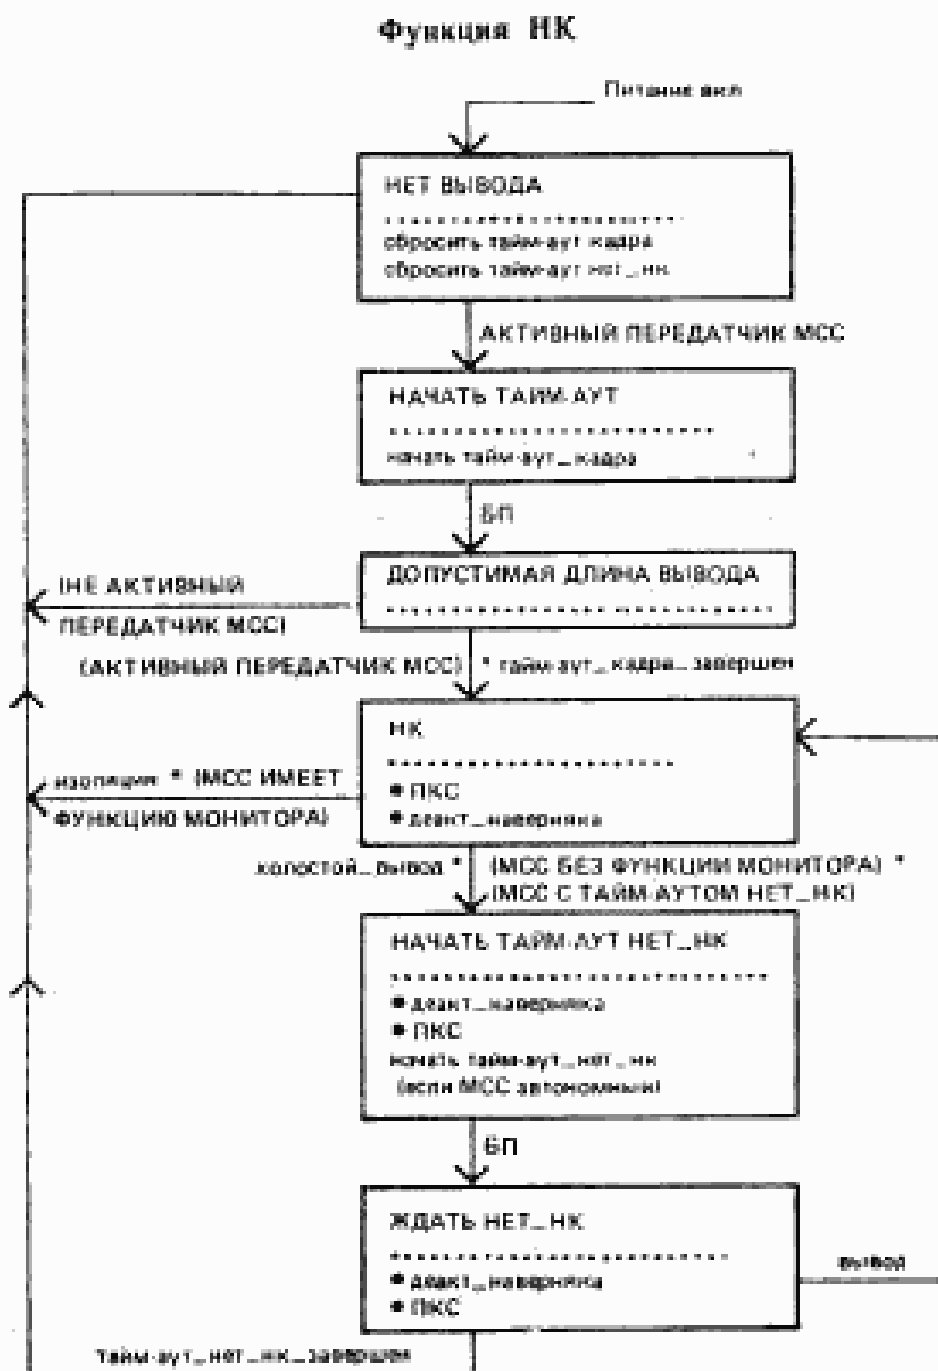 Функция НК
Питание вкл
НЕТ ВЫВОДА
сбросить тайм-аут кадра
сбросить тайм-аут нет_нк
АКТИВНЫЙ ПЕРЕДАТЧИК МСС
НАЧАТЬ ТАЙМ-АУТ
начать тайм-аут_кадра
БП
ДОПУСТИМАЯ ДЛИНА ВЫВОДА
(НЕ АКТИВНЫЙ
ПЕРЕДАТЧИК МСС)
(АКТИВНЫЙ ПЕРЕДАТЧИК МСС) * тайм-аут_кадра_завершен
НК
• ПКС
• деакт_наверняка
изоляция * (МСС ИМЕЕТ
ФУНКЦИЮ МОНИТОРА)
холостой_вывод * (МСС БЕЗ ФУНКЦИИ МОНИТОРА) *
(МСС С ТАЙМ-АУТОМ НЕТ_НК)
НАЧАТЬ ТАЙМ-АУТ НЕТ_НК
• деакт_наверняка
• ПКС
начать тайм-аут_нет_нк
(если МСС автономный)
БП
ЖДАТЬ НЕТ_НК
• деакт_наверняка
• ПКС
вывод
тайм-аут_нет_нк_завершен